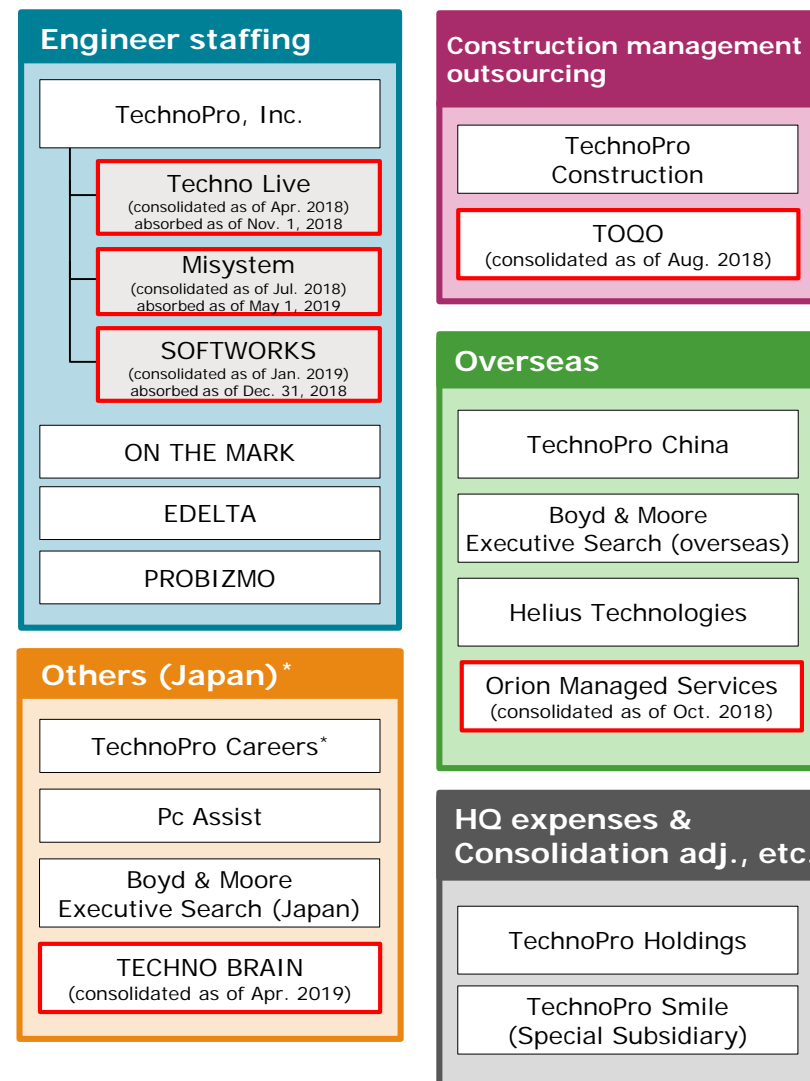 Engineer staffing
TechnoPro, Inc.
Techno Live
(consolidated as of Apr. 2018)
absorbed as of Nov. 1, 2018
Misystem
(consolidated as of Jul. 2018)
absorbed as of May 1, 2019
SOFTWORKS
(consolidated as of Jan. 2019)
absorbed as of Dec. 31, 2018
ON THE MARK
EDELTA
PROBIZMO
Others (Japan)*
TechnoPro Careers*
Pc Assist
Boyd & Moore
Executive Search (Japan)
TECHNO BRAIN
(consolidated as of Apr. 2019)
Construction management
outsourcing
TechnoPro
Construction
TOQO
(consolidated as of Aug. 2018)
Overseas
TechnoPro China
Boyd & Moore
Executive Search (overseas)
Helius Technologies
Orion Managed Services
(consolidated as of Oct. 2018)
HQ expenses &
Consolidation adj., etc.
TechnoPro Holdings
TechnoPro Smile
(Special Subsidiary)